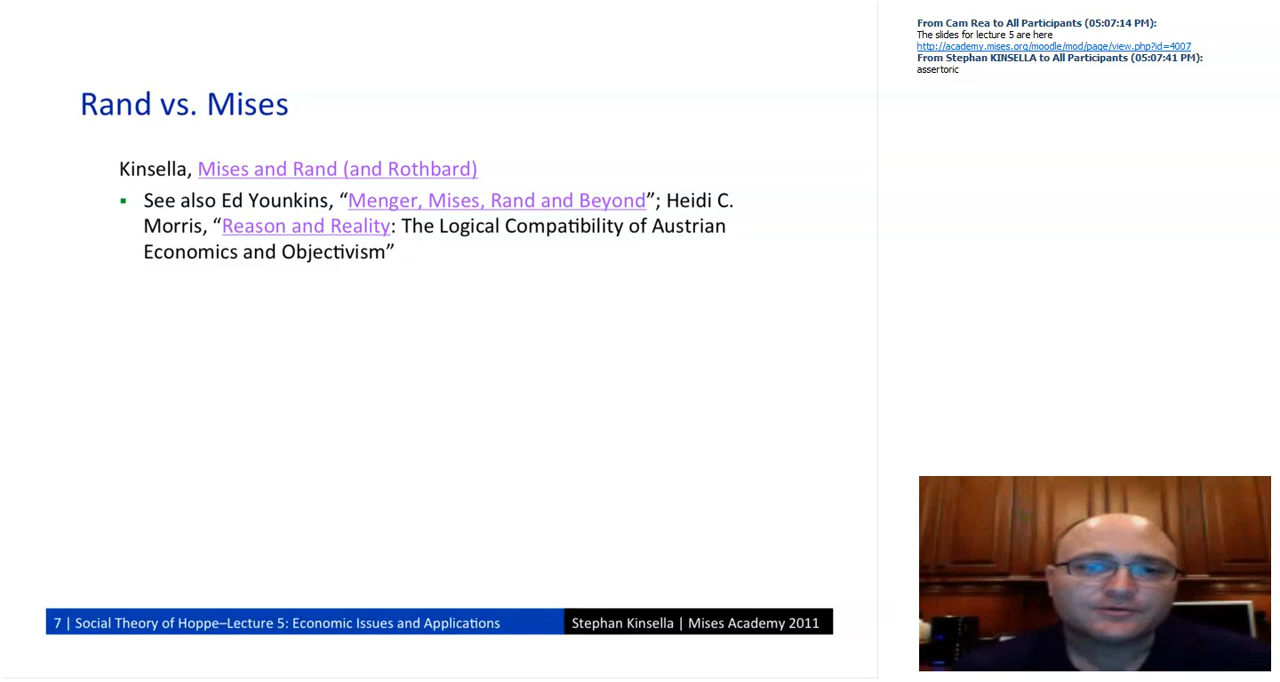 Rand vs. Mises
Kinsella, Mises and Rand (and Rothbard)
▪ See also Ed Younkins, “Menger, Mises, Rand and Beyond”; Heidi C.
Morris, “Reason and Reality: The Logical Compatibility of Austrian
Economics and Objectivism”
7 | Social Theory of Hoppe–Lecture 5: Economic Issues and Applications
Stephan Kinsella | Mises Academy 2011
From Cam Rea to All Participants (05:07:14 PM):
The slides for lecture 5 are here
http://academy.mises.org/moodle/mod/page/view.php?id=4007
From Stephan KINSELLA to All Participants (05:07:41 PM):
assertoric